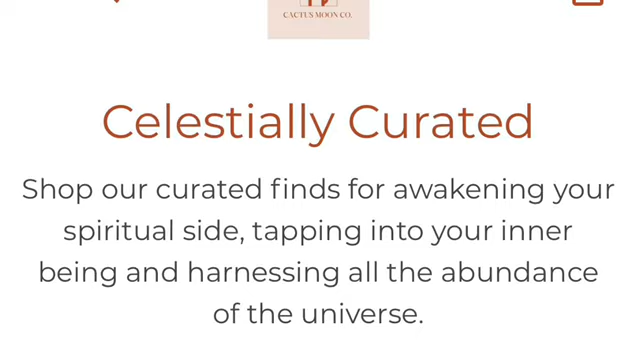 CACTUS MOON CO.
Celestially Curated
Shop our curated finds for awakening your
spiritual side, tapping into your inner
being and harnessing all the abundance
of the universe.